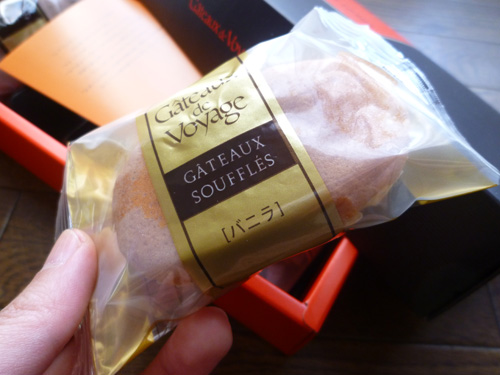 Gâteaux
de
Voyage
GÂTEAUX
SOUFFLÉS
[バニラ]